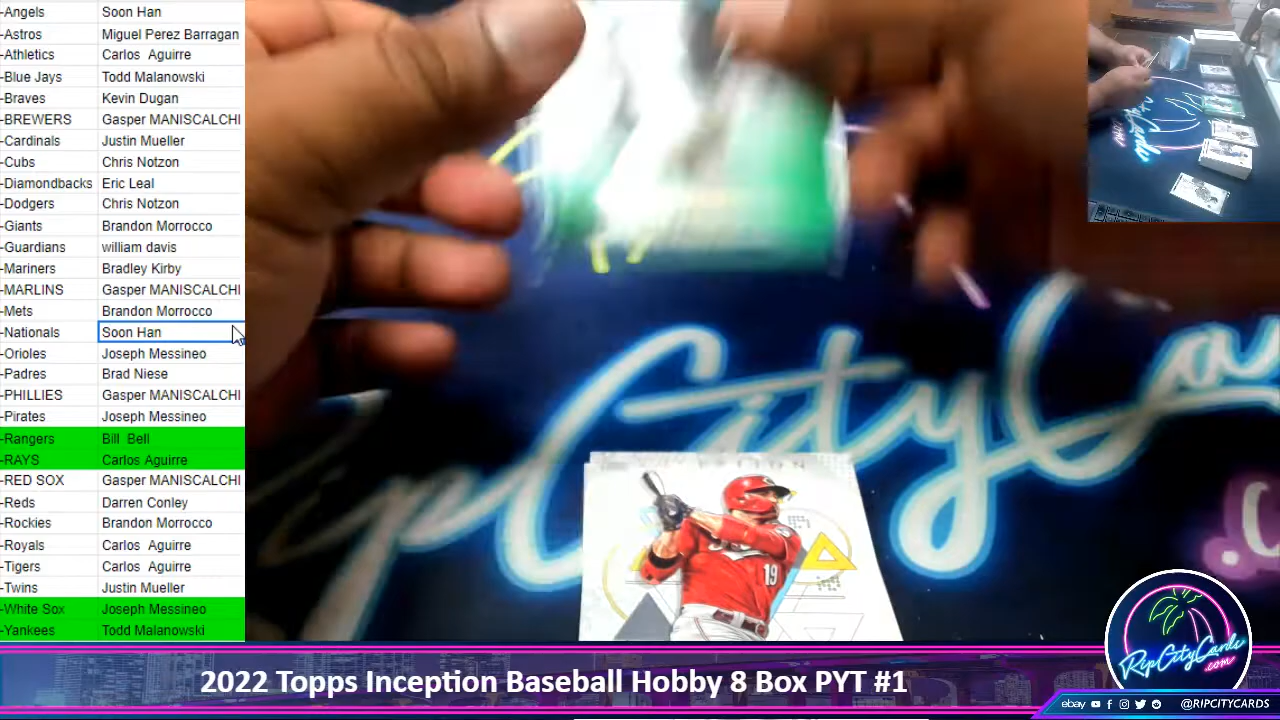 -Angels Soon Han
-Astros Miguel Perez Barragan
-Athletics Carlos Aguirre
-Blue Jays Todd Malanowski
-Braves Kevin Dugan
-BREWERS Gasper MANISCALCHI
-Cardinals Justin Mueller
-Cubs Chris Notzon
-Diamondbacks Eric Leal
-Dodgers Chris Notzon
-Giants Brandon Morrocco
-Guardians william davis
-Mariners Bradley Kirby
-MARLINS Gasper MANISCALCHI
-Mets Brandon Morrocco
-Nationals Soon Han
-Orioles Joseph Messineo
-Padres Brad Niese
-PHILLIES Gasper MANISCALCHI
-Pirates Joseph Messineo
-Rangers Bill Bell
-RAYS Carlos Aguirre
-RED SOX Gasper MANISCALCHI
-Reds Darren Conley
-Rockies Brandon Morrocco
-Royals Carlos Aguirre
-Tigers Carlos Aguirre
-Twins Justin Mueller
-White Sox Joseph Messineo
-Yankees Todd Malanowski
City Ca
19
RipCityCards
.com
2022 Topps Inception Baseball Hobby 8 Box PYT #1
ebay @RIPCITYCARDS